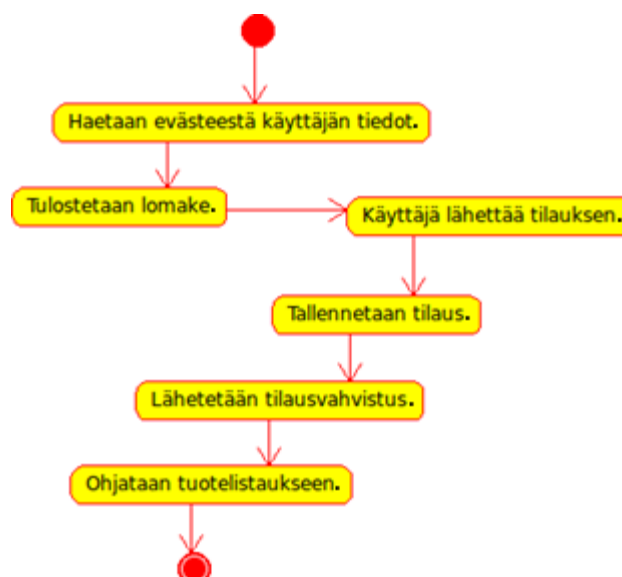 Haetaan evästeestä käyttäjän tiedot.
Tulostetaan lomake.
Käyttäjä lähettää tilauksen.
Tallennetaan tilaus.
Lähetetään tilausvahvistus.
Ohjataan tuotelistaukseen.